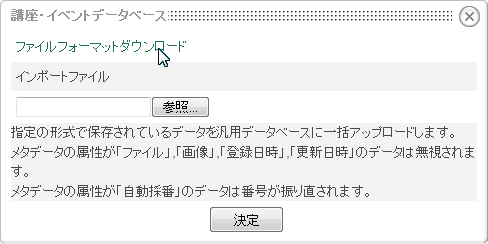 講座・イベントデータベース
ファイルフォーマットダウンロード
インポートファイル
参照...
指定の形式で保存されているデータを汎用データベースに一括アップロードします。
メタデータの属性が「ファイル」,「画像」,「登録日時」,「更新日時」のデータは無視されま
す。
メタデータの属性が「自動採番」のデータは番号が振り直されます。
決定